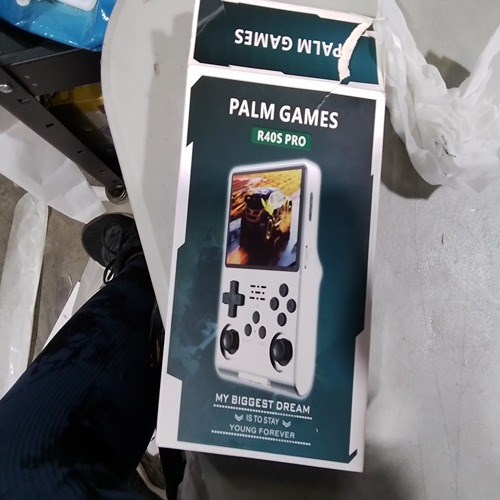 PALM GAMES
PALM GAMES
R40S PRO
MY BIGGEST DREAM
IS TO STAY
YOUNG FOREVER